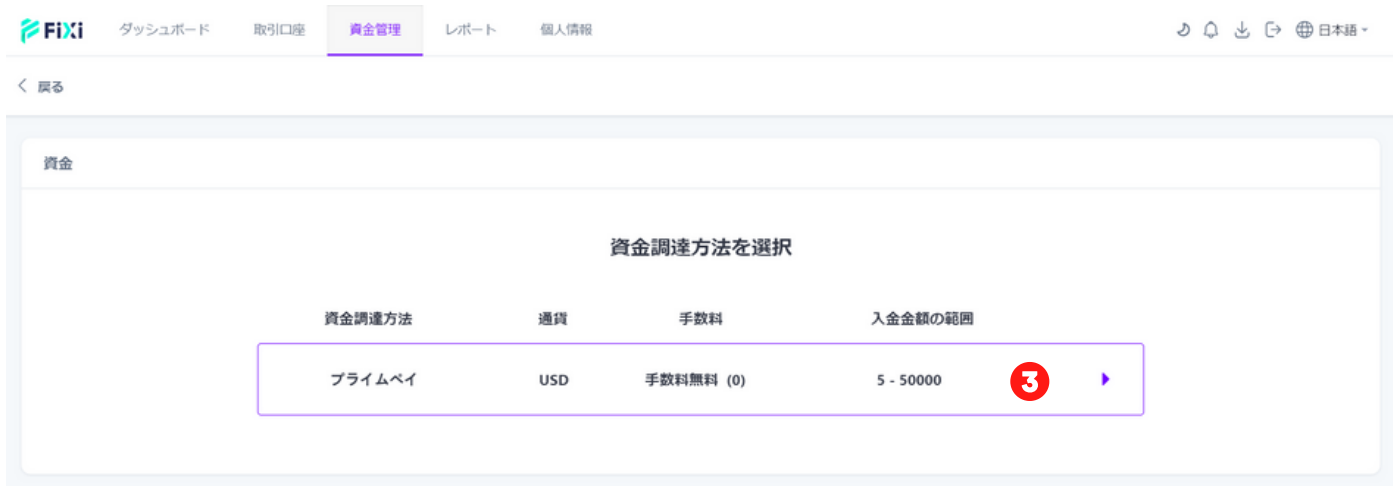 FiXi ダッシュボード 取引口座 資金管理 レポート 個人情報 日本語
戻る
資金
資金調達方法を選択
資金調達方法 通貨 手数料 入金金額の範囲
プライムペイ USD 手数料無料 (0) 5 - 50000 3